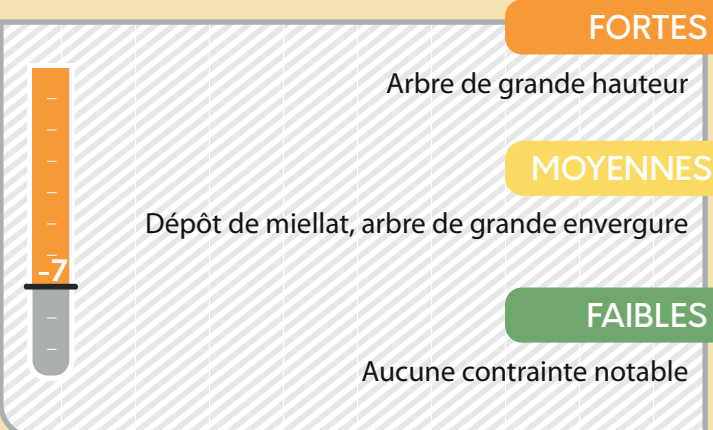 FORTES
Arbre de grande hauteur
MOYENNES
Dépôt de miellat, arbre de grande envergure
-7
FAIBLES
Aucune contrainte notable